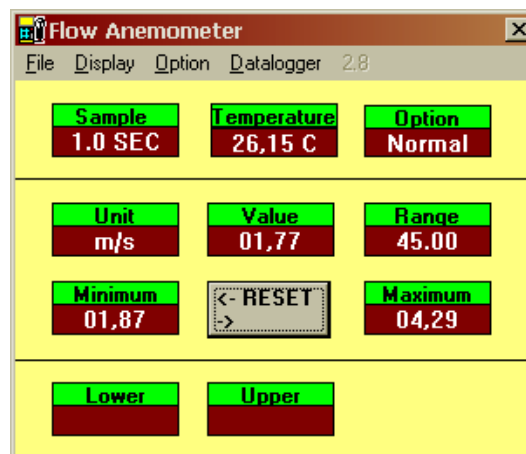 Flow Anemometer
File Display Option Datalogger 2.8
Sample Temperature Option
1.0 SEC 26,15 C Normal
Unit Value Range
m/s 01,77 45.00
Minimum <- RESET Maximum
01,87 -> 04,29
Lower Upper